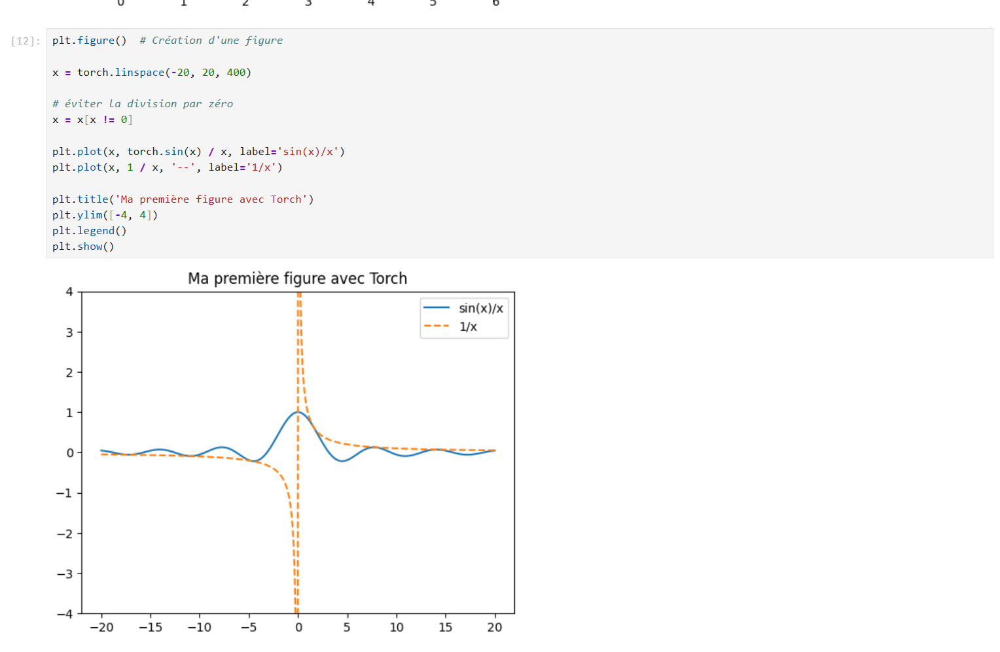 0 1 2 3 4 5 6
[12]: plt.figure()  # Création d'une figure
x = torch.linspace(-20, 20, 400)
# éviter la division par zéro
x = x[x != 0]
plt.plot(x, torch.sin(x) / x, label='sin(x)/x')
plt.plot(x, 1 / x, '--', label='1/x')
plt.title('Ma première figure avec Torch')
plt.ylim([-4, 4])
plt.legend()
plt.show()
Ma première figure avec Torch
4
sin(x)/x
1/x
3
2
1
0
−1
−2
−3
−4
−20 −15 −10 −5 0 5 10 15 20